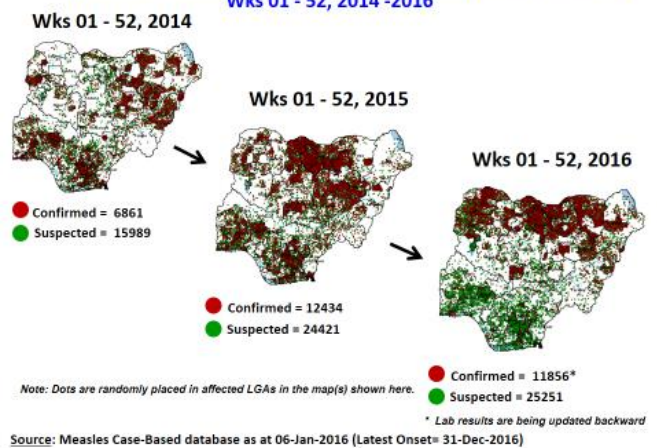 Wks 01 - 52, 2014 -2016
Wks 01 - 52, 2014
Confirmed = 6861
Suspected = 15989
Wks 01 - 52, 2015
Confirmed = 12434
Suspected = 24421
Wks 01 - 52, 2016
Confirmed = 11856*
Suspected = 25251
Note: Dots are randomly placed in affected LGAs in the map(s) shown here.
* Lab results are being updated backward
Source: Measles Case-Based database as at 06-Jan-2016 (Latest Onset= 31-Dec-2016)